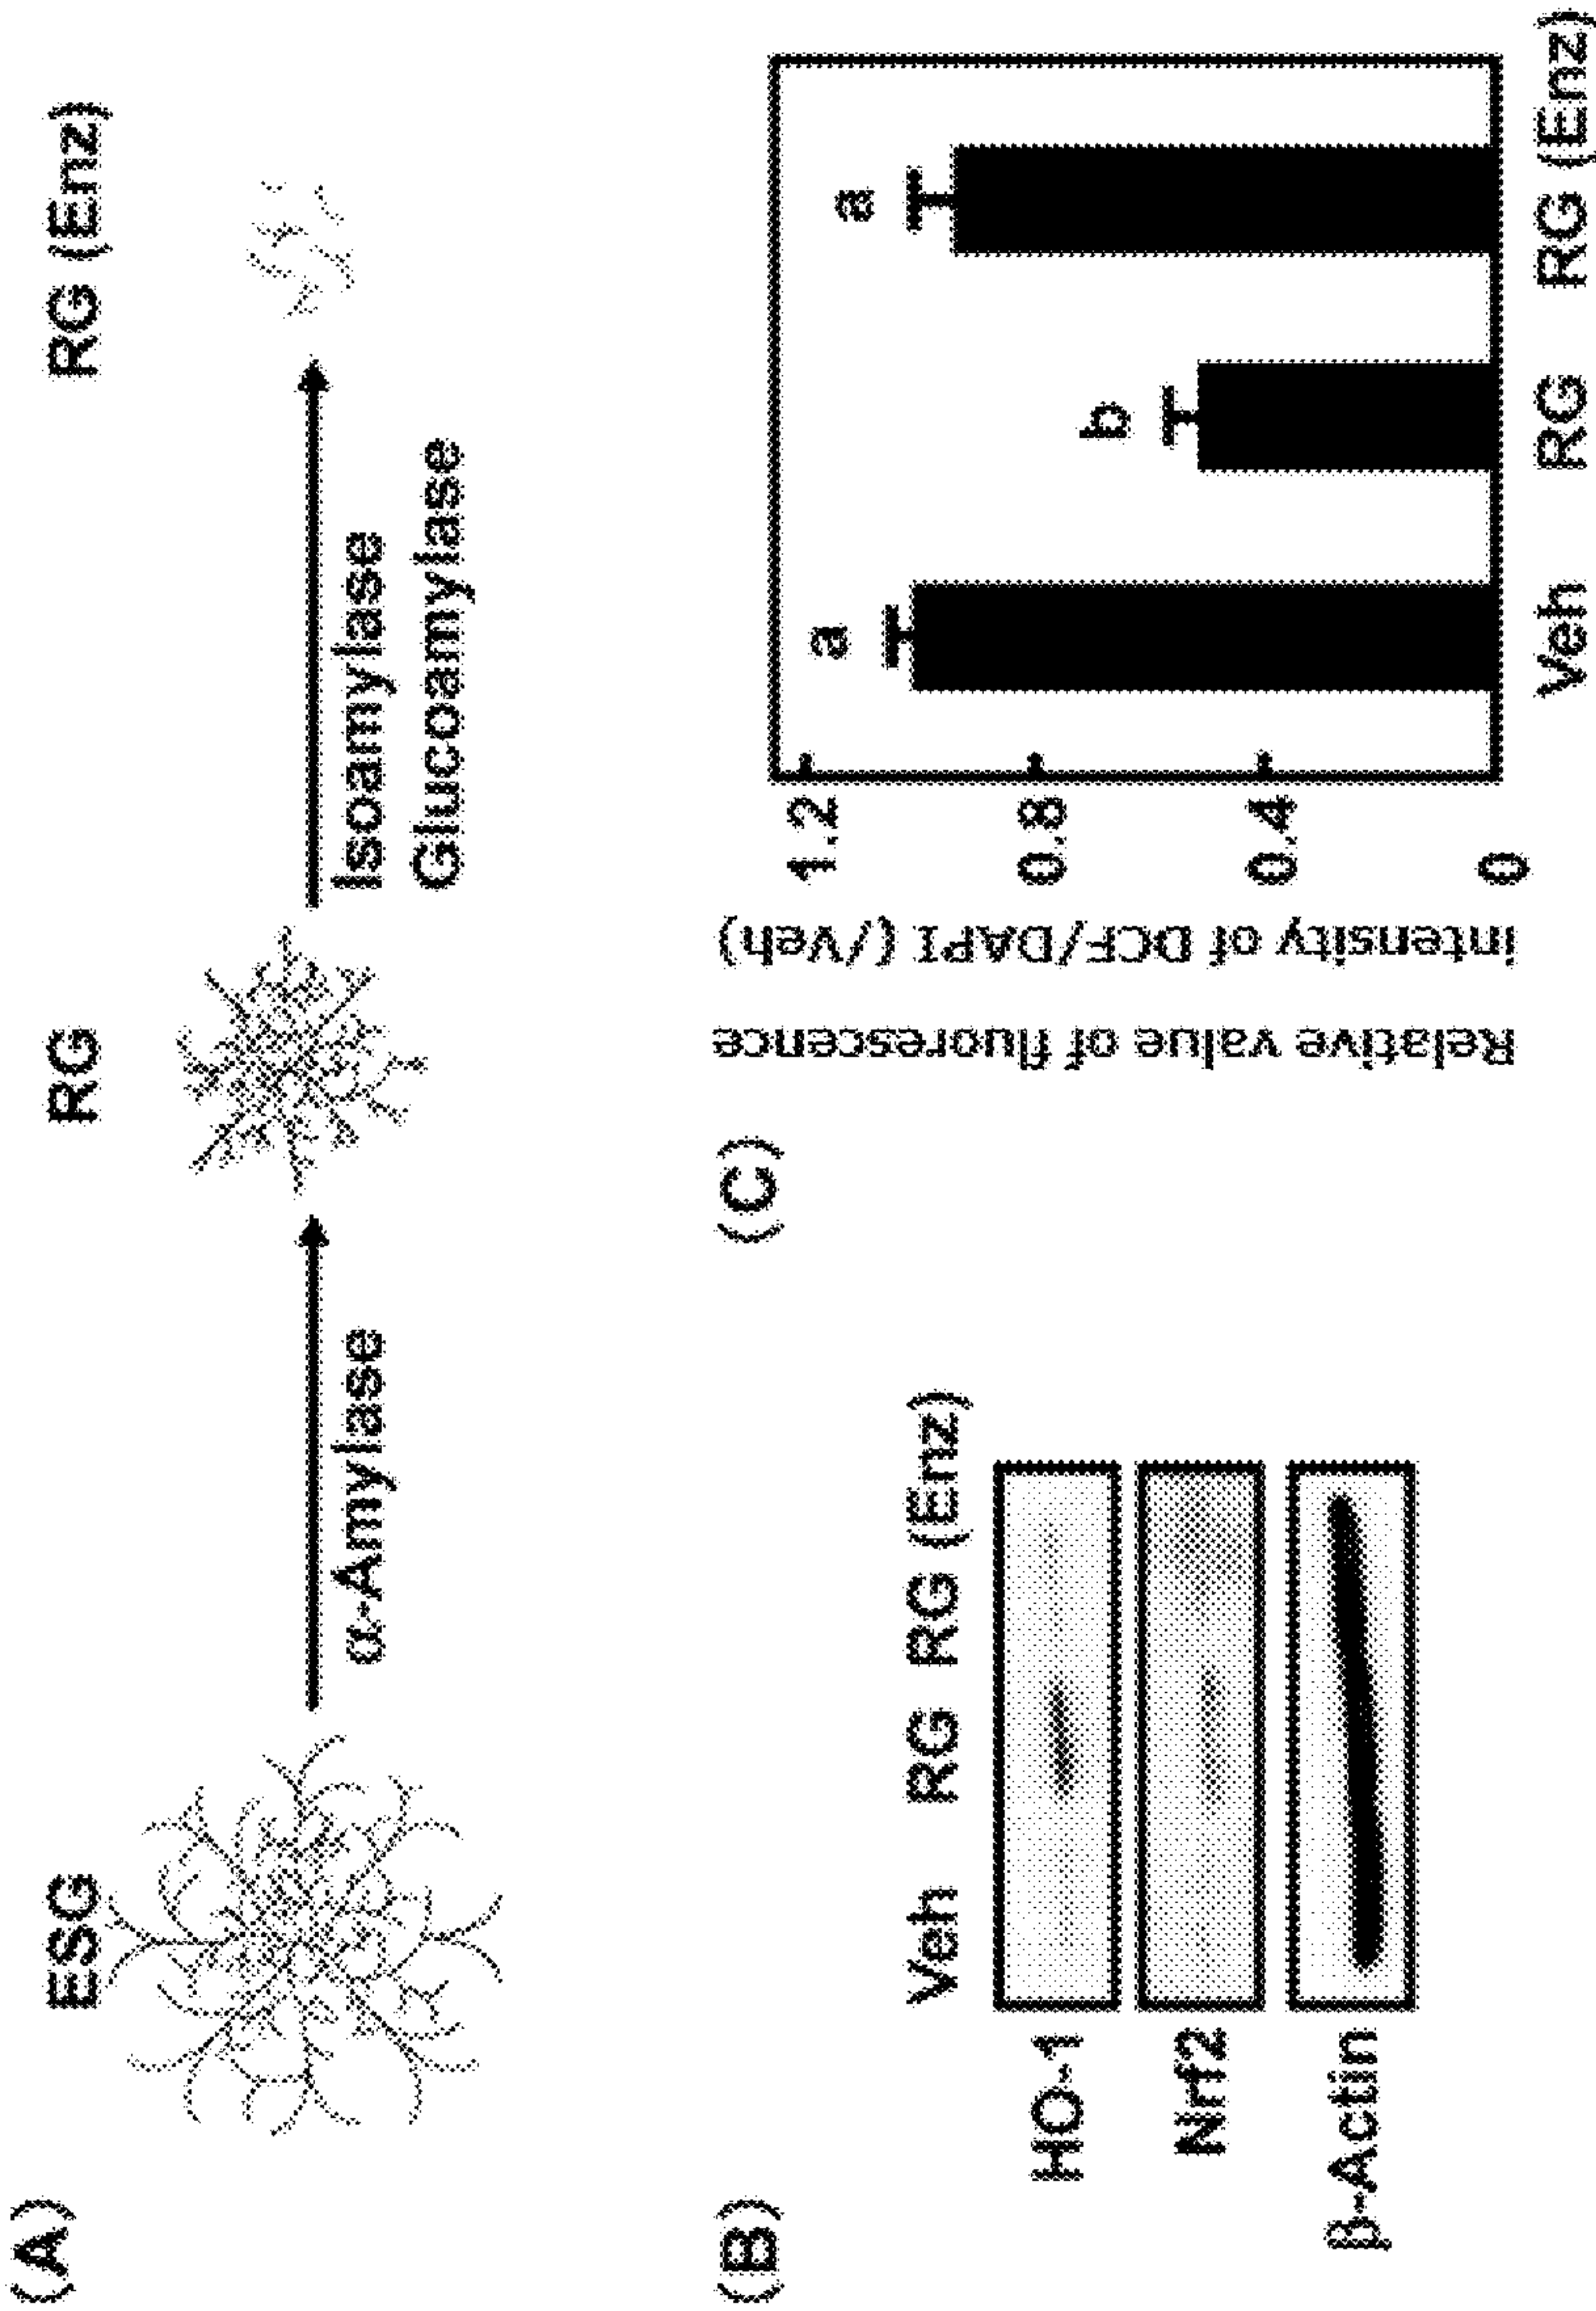 (A)
ESG
RG
RG (Enz)
α-Amylase
Isoamylase
Glucoamylase
(B)
Veh
RG
RG (Enz)
HO-1
Nrf2
β-Actin
(C)
Relative value of fluorescence
intensity of DCF/DAPI (/Veh)
1.2
0.8
0.4
0
a
b
a
Veh
RG
RG (Enz)